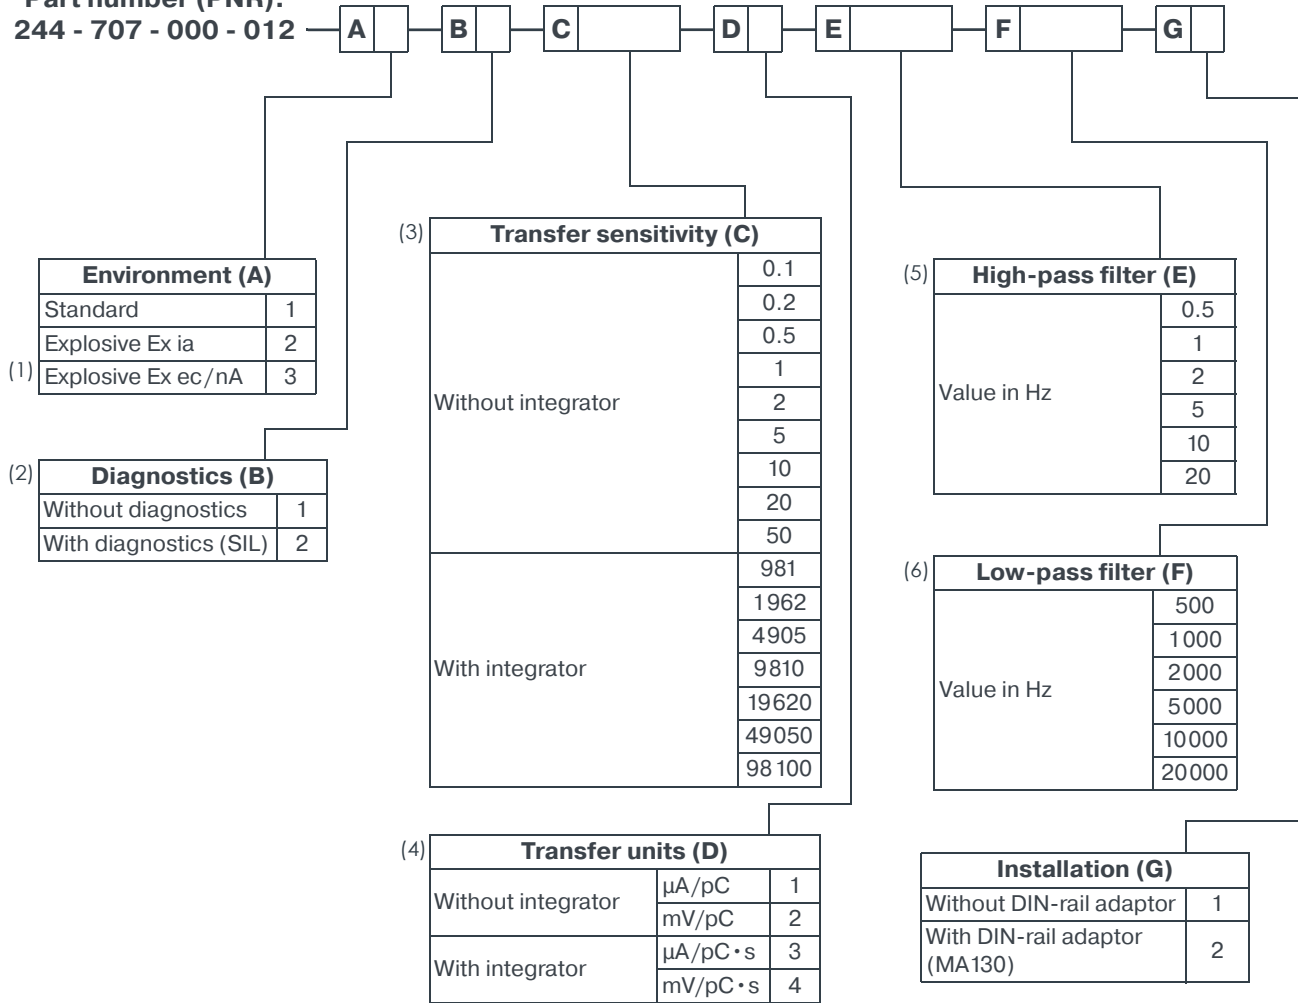 Part number (PNR):
244 - 707 - 000 - 012 A B C D E F G
(3) Transfer sensitivity (C)
Without integrator
0.1
0.2
0.5
1
2
5
10
20
50
With integrator
981
1962
4905
9810
19620
49050
98100
Environment (A)
Standard 1
Explosive Ex ia 2
(1) Explosive Ex ec/nA 3
(2) Diagnostics (B)
Without diagnostics 1
With diagnostics (SIL) 2
(5) High-pass filter (E)
Value in Hz
0.5
1
2
5
10
20
(6) Low-pass filter (F)
Value in Hz
500
1000
2000
5000
10000
20000
(4) Transfer units (D)
Without integrator
µA/pC 1
mV/pC 2
With integrator
µA/pC•s 3
mV/pC•s 4
Installation (G)
Without DIN-rail adaptor 1
With DIN-rail adaptor
(MA130)
2